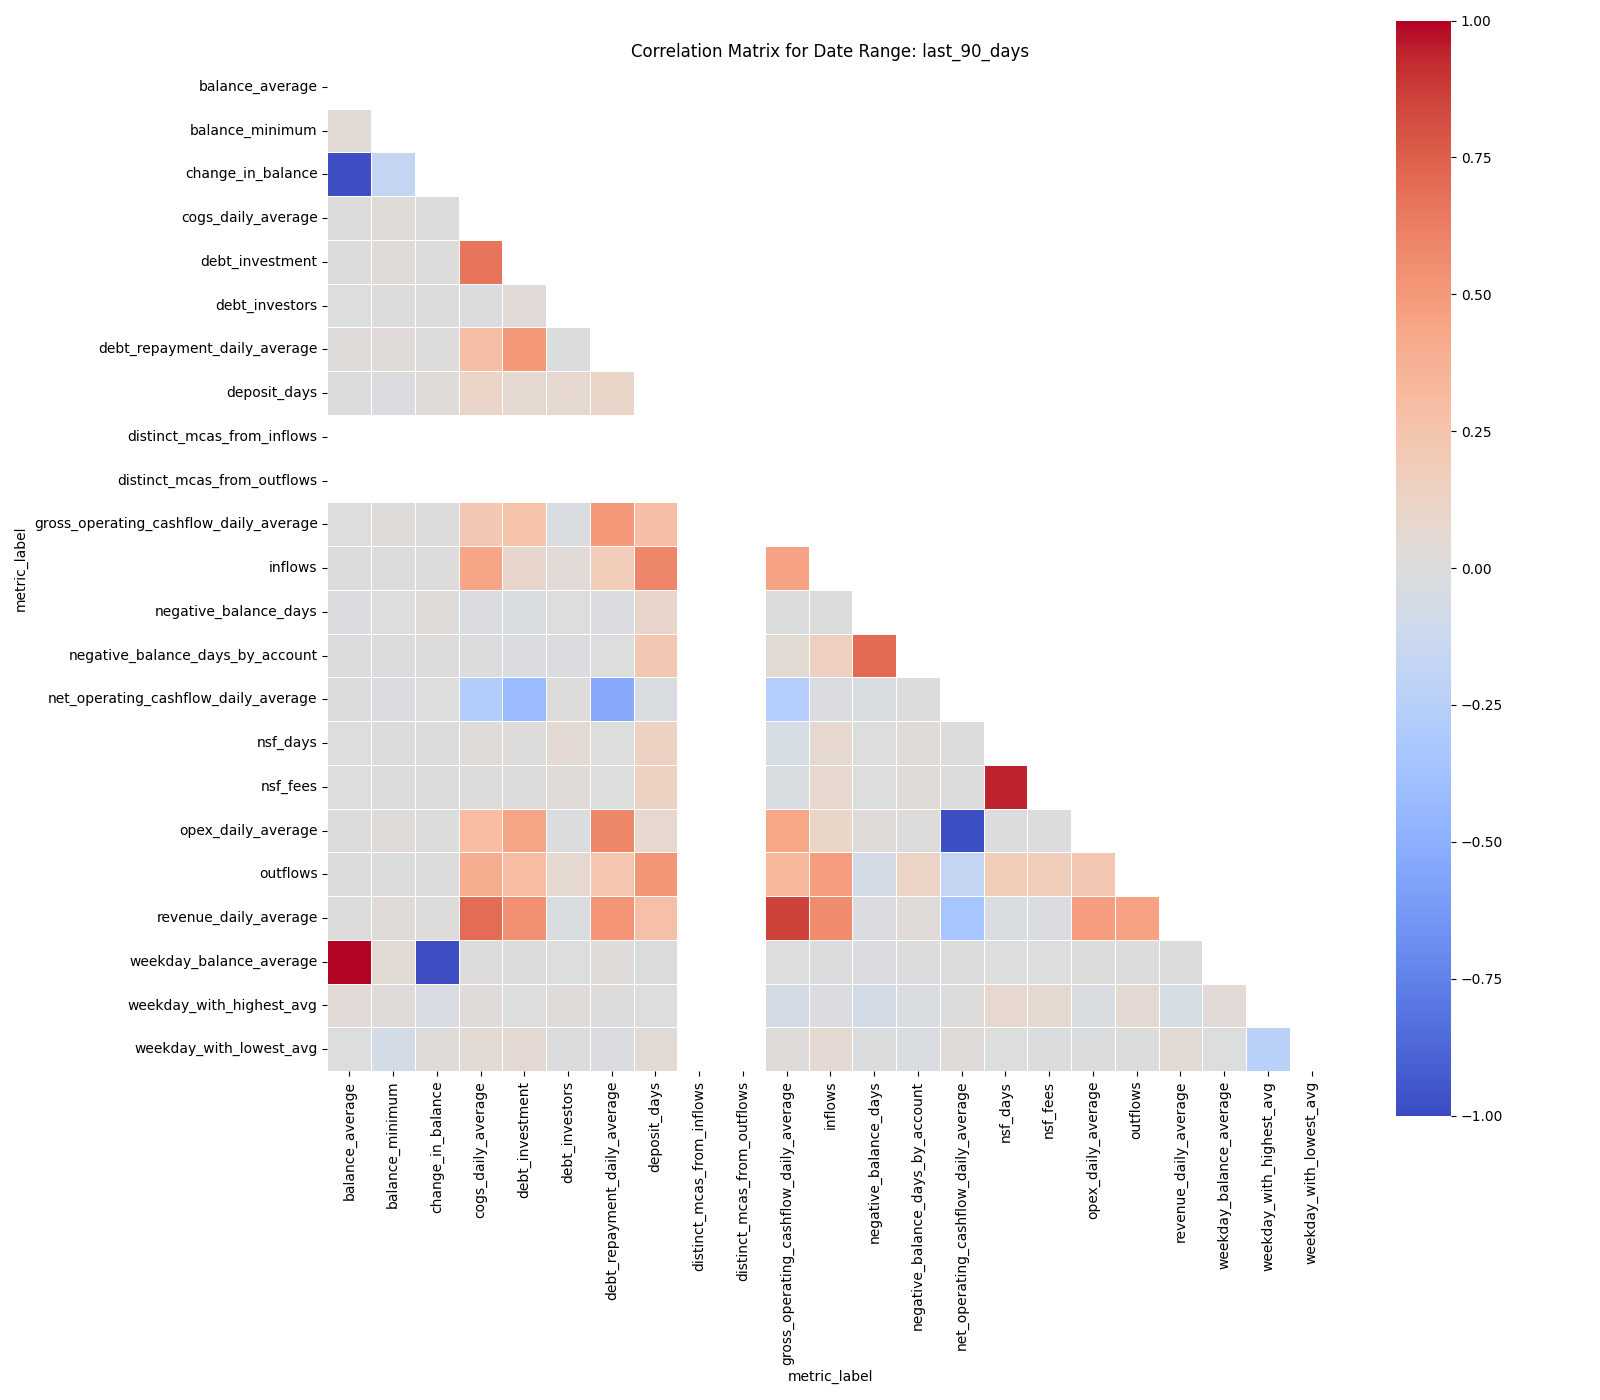 Correlation Matrix for Date Range: last_90_days
metric_label
balance_average
balance_minimum
change_in_balance
cogs_daily_average
debt_investment
debt_investors
debt_repayment_daily_average
deposit_days
distinct_mcas_from_inflows
distinct_mcas_from_outflows
gross_operating_cashflow_daily_average
inflows
negative_balance_days
negative_balance_days_by_account
net_operating_cashflow_daily_average
nsf_days
nsf_fees
opex_daily_average
outflows
revenue_daily_average
weekday_balance_average
weekday_with_highest_avg
weekday_with_lowest_avg
balance_average
balance_minimum
change_in_balance
cogs_daily_average
debt_investment
debt_investors
debt_repayment_daily_average
deposit_days
distinct_mcas_from_inflows
distinct_mcas_from_outflows
gross_operating_cashflow_daily_average
inflows
negative_balance_days
negative_balance_days_by_account
net_operating_cashflow_daily_average
nsf_days
nsf_fees
opex_daily_average
outflows
revenue_daily_average
weekday_balance_average
weekday_with_highest_avg
weekday_with_lowest_avg
metric_label
1.00
0.75
0.50
0.25
0.00
−0.25
−0.50
−0.75
−1.00